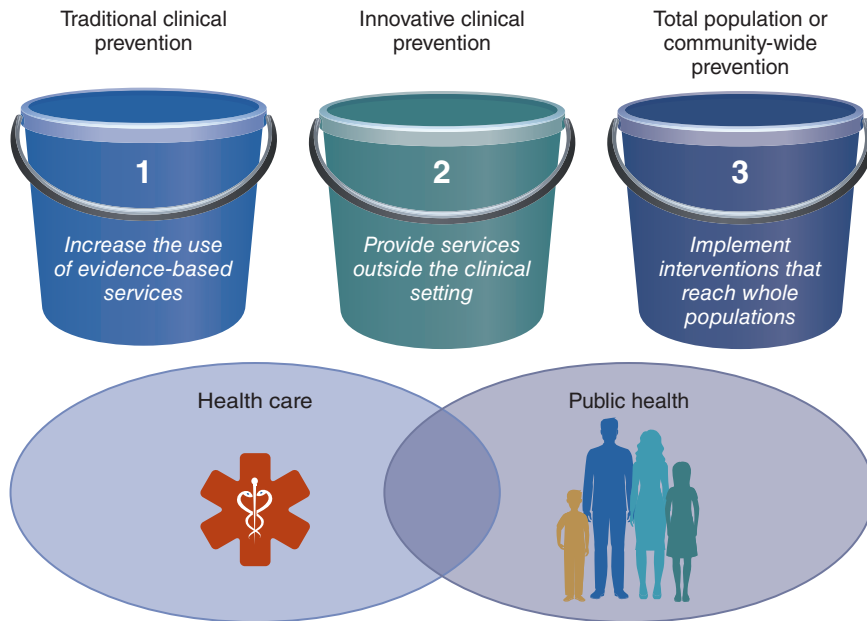 Traditional clinical
prevention
Innovative clinical
prevention
Total population or
community-wide
prevention
1
Increase the use
of evidence-based
services
2
Provide services
outside the clinical
setting
3
Implement
interventions that
reach whole
populations
Health care
Public health